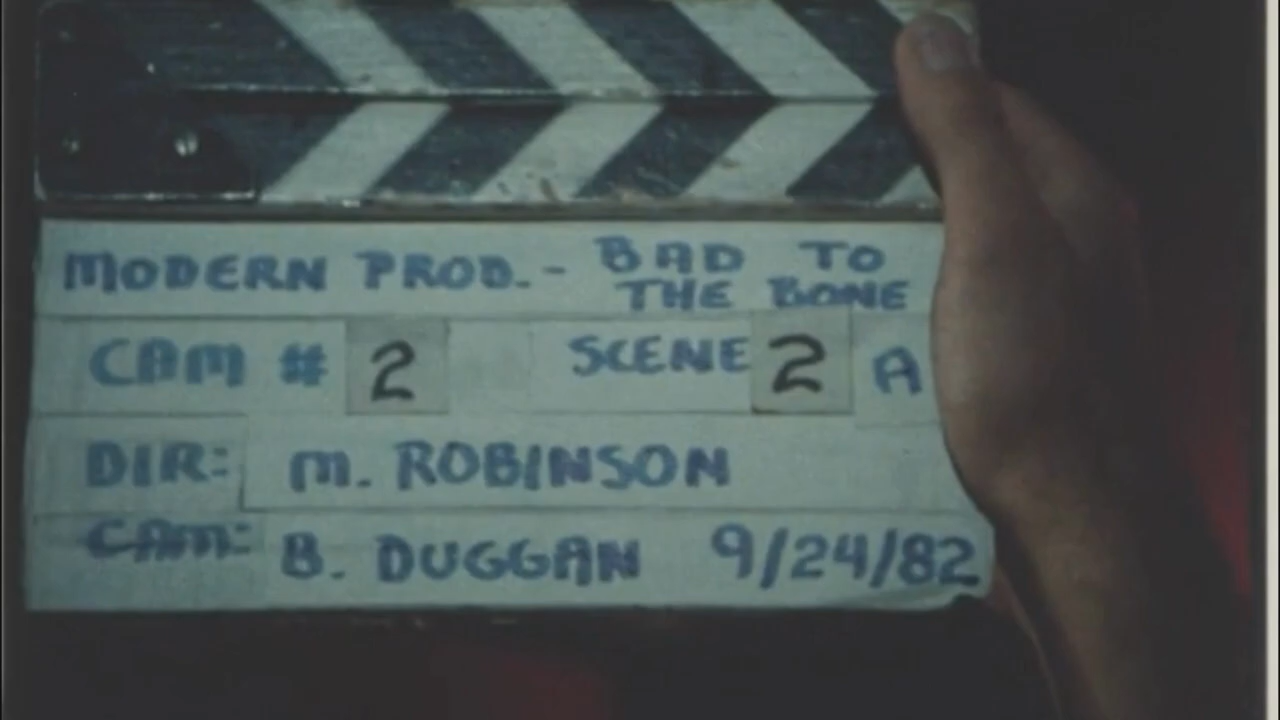 MODERN PROD. - BAD TO
THE BONE
CAM # 2 SCENE 2 A
DIR: M. ROBINSON
CAM: B. DUGGAN 9/24/82